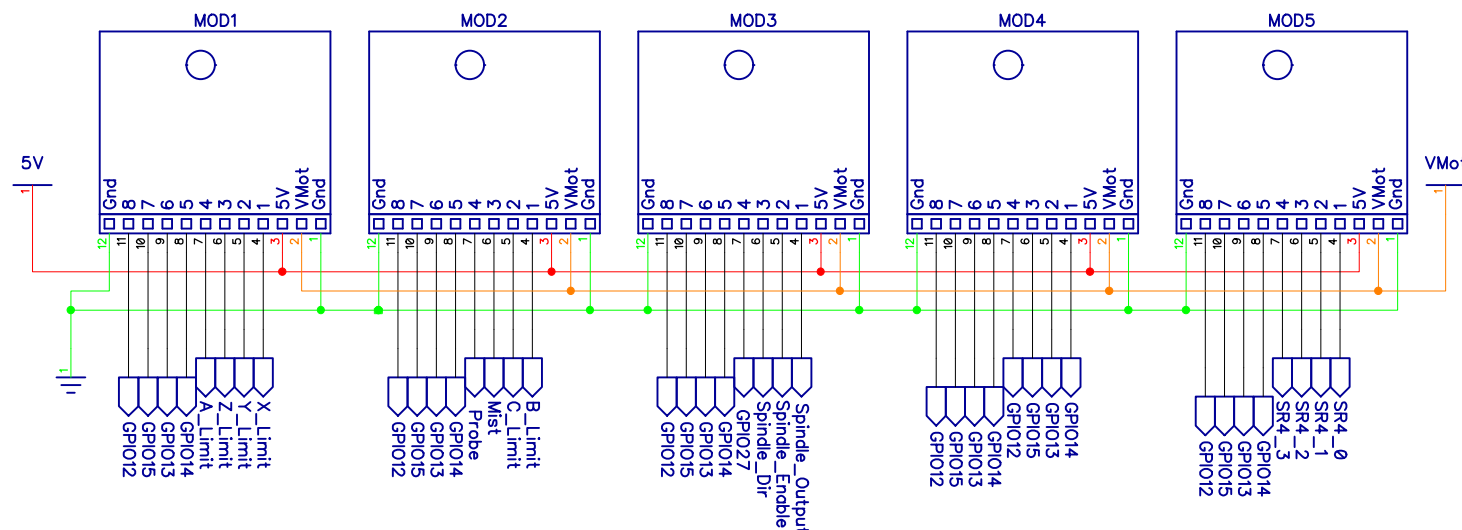 MOD1
MOD2
MOD3
MOD4
MOD5
5V
VMot
Gnd 8 7 6 5 4 3 2 1 5V VMot Gnd
Gnd 8 7 6 5 4 3 2 1 5V VMot Gnd
Gnd 8 7 6 5 4 3 2 1 5V VMot Gnd
Gnd 8 7 6 5 4 3 2 1 5V VMot Gnd
Gnd 8 7 6 5 4 3 2 1 5V VMot Gnd
1
1
12 11 10 9 8 7 6 5 4 3 2 1
12 11 10 9 8 7 6 5 4 3 2 1
12 11 10 9 8 7 6 5 4 3 2 1
12 11 10 9 8 7 6 5 4 3 2 1
12 11 10 9 8 7 6 5 4 3 2 1
1
GPIO12
GPIO15
GPIO13
GPIO14
A_Limit
Z_Limit
Y_Limit
X_Limit
GPIO12
GPIO15
GPIO13
GPIO14
Probe
Mist
C_Limit
B_Limit
GPIO12
GPIO15
GPIO13
GPIO14
GPIO27
Spindle_Dir
Spindle_Enable
Spindle_Output
GPIO12
GPIO15
GPIO13
GPIO14
GPIO12
GPIO15
GPIO13
GPIO14
GPIO12
GPIO15
GPIO13
GPIO14
SR4_3
SR4_2
SR4_1
SR4_0